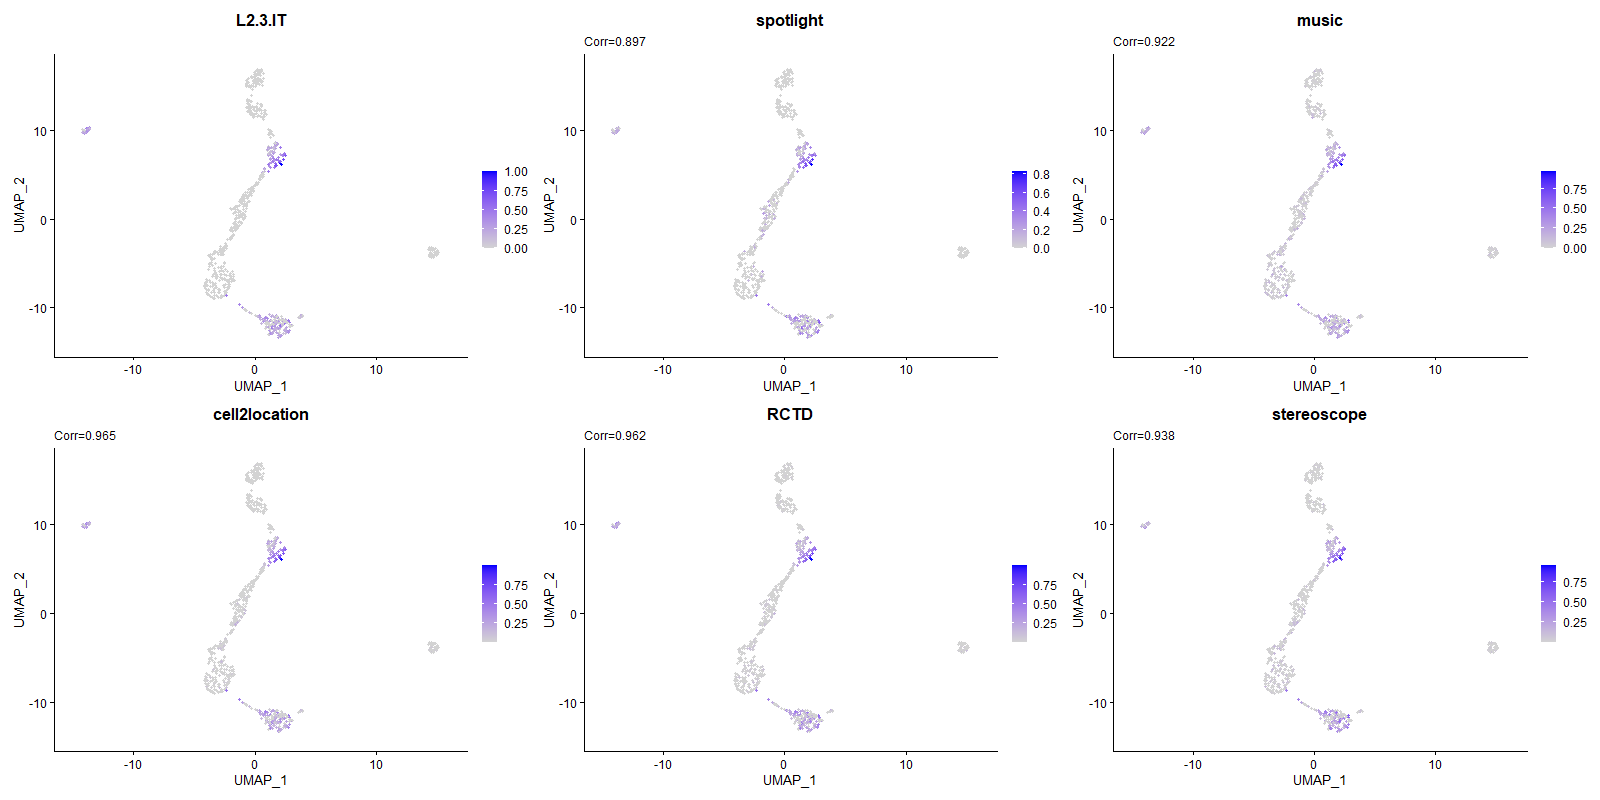 L2.3.IT
UMAP_2
10
0
-10
-10
0
10
UMAP_1
1.00
0.75
0.50
0.25
0.00
spotlight
Corr=0.897
UMAP_2
10
0
-10
-10
0
10
UMAP_1
0.8
0.6
0.4
0.2
0.0
music
Corr=0.922
UMAP_2
10
0
-10
-10
0
10
UMAP_1
0.75
0.50
0.25
0.00
cell2location
Corr=0.965
UMAP_2
10
0
-10
-10
0
10
UMAP_1
0.75
0.50
0.25
RCTD
Corr=0.962
UMAP_2
10
0
-10
-10
0
10
UMAP_1
0.75
0.50
0.25
stereoscope
Corr=0.938
UMAP_2
10
0
-10
-10
0
10
UMAP_1
0.75
0.50
0.25